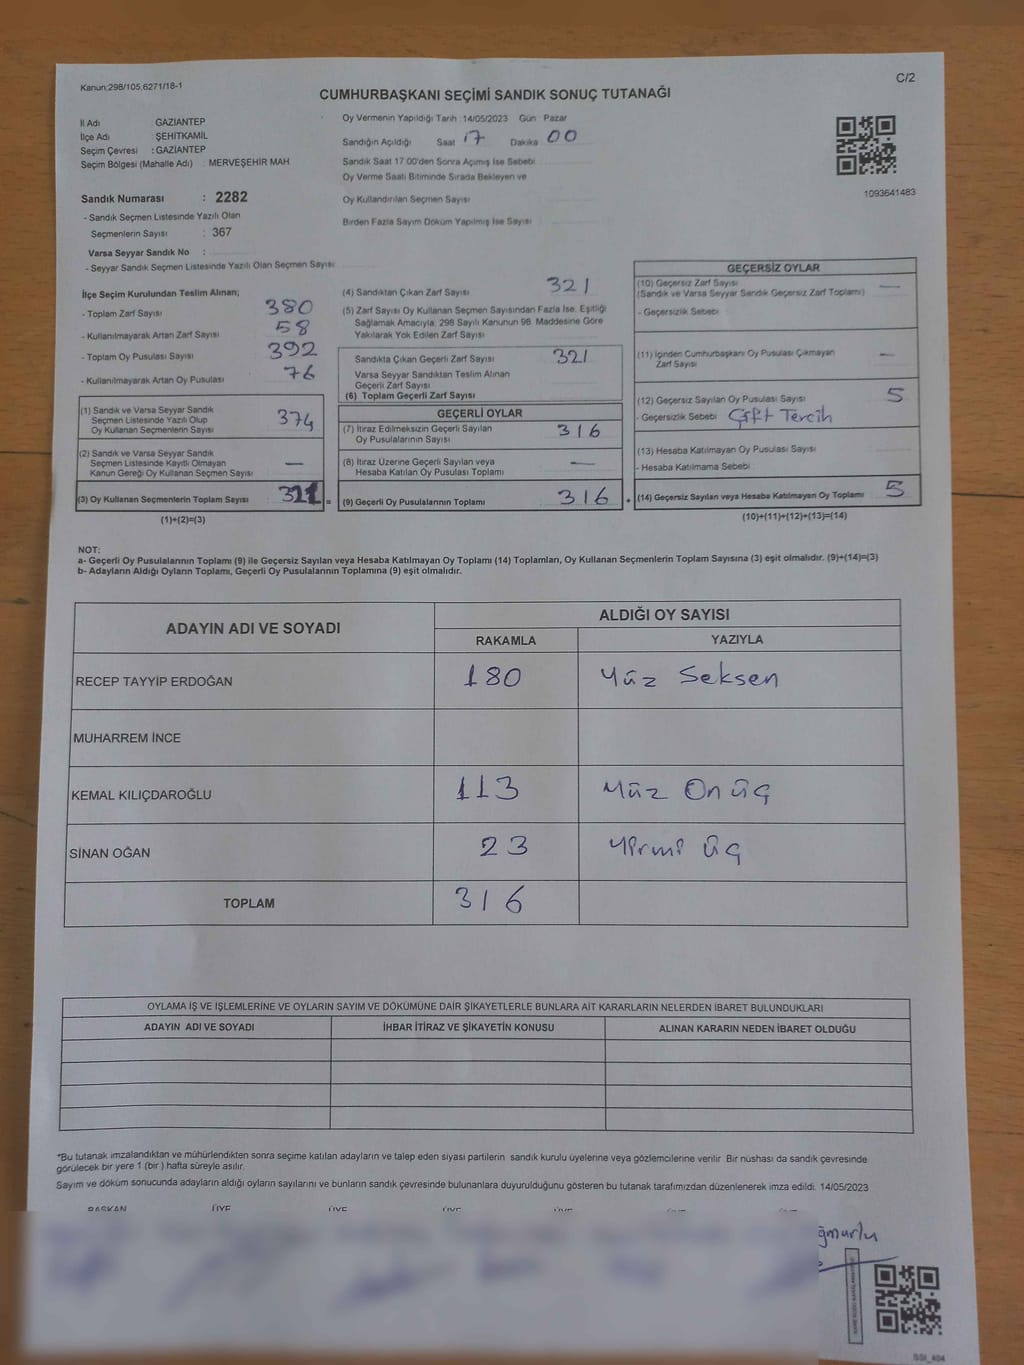 Kanun:298/105,6271/18-1
C/2
CUMHURBAŞKANI SEÇİMİ SANDIK SONUÇ TUTANAĞI
İl Adı GAZİANTEP
İlçe Adı : ŞEHİTKAMİL
Seçim Çevresi : GAZİANTEP
Seçim Bölgesi (Mahalle Adı) : MERVEŞEHİR MAH
Sandık Numarası : 2282
- Sandık Seçmen Listesinde Yazılı Olan
Seçmenlerin Sayısı : 367
Varsa Seyyar Sandık No :
- Seyyar Sandık Seçmen Listesinde Yazılı Olan Seçmen Sayısı
Oy Vermenin Yapıldığı Tarih :14/05/2023 Gün Pazar
Sandığın Açıldığı Saat 17 Dakika 00
Sandık Saat 17.00'den Sonra Açımış İse Sebebi
Oy Verme Saati Bitiminde Sırada Bekleyen ve
Oy Kullandırılan Seçmen Sayısı
Birden Fazla Sayım Döküm Yapılmış İse Sayısı
1093641483
İlçe Seçim Kurulundan Teslim Alınan;
- Toplam Zarf Sayısı 380
- Kullanılmayarak Artan Zarf Sayısı 58
- Toplam Oy Pusulası Sayısı 392
- Kullanılmayarak Artan Oy Pusulası 76
(1) Sandık ve Varsa Seyyar Sandık
Seçmen Listesinde Yazılı Olup
Oy Kullanan Seçmenlerin Sayısı 374
(2) Sandık ve Varsa Seyyar Sandık
Seçmen Listesinde Kayıtlı Olmayan
Kanun Gereği Oy Kullanan Seçmen Sayısı —
(3) Oy Kullanan Seçmenlerin Toplam Sayısı 321 =
(1)+(2)=(3)
(4) Sandıktan Çıkan Zarf Sayısı 321
(5) Zarf Sayısı Oy Kullanan Seçmen Sayısından Fazla İse, Eşitliği
Sağlamak Amacıyla, 298 Sayılı Kanunun 98. Maddesine Göre
Yakılarak Yok Edilen Zarf Sayısı
Sandıkta Çıkan Geçerli Zarf Sayısı 321
Varsa Seyyar Sandıktan Teslim Alınan
Geçerli Zarf Sayısı
(6) Toplam Geçerli Zarf Sayısı
GEÇERLİ OYLAR
(7) İtiraz Edilmeksizin Geçerli Sayılan
Oy Pusulalarının Sayısı 316
(8) İtiraz Üzerine Geçerli Sayılan veya
Hesaba Katılan Oy Pusulası Toplamı —
(9) Geçerli Oy Pusulalarının Toplamı 316 +
GEÇERSİZ OYLAR
(10) Geçersiz Zarf Sayısı —
(Sandık ve Varsa Seyyar Sandık Geçersiz Zarf Toplamı)
- Geçersizlik Sebebi
(11) İçinden Cumhurbaşkanı Oy Pusulası Çıkmayan
Zarf Sayısı —
(12) Geçersiz Sayılan Oy Pusulası Sayısı 5
- Geçersizlik Sebebi Çift Tercih
(13) Hesaba Katılmayan Oy Pusulası Sayısı
- Hesaba Katılmama Sebebi
(14) Geçersiz Sayılan veya Hesaba Katılmayan Oy Toplamı 5
(10)+(11)+(12)+(13)=(14)
NOT:
a- Geçerli Oy Pusulalarının Toplamı (9) ile Geçersiz Sayılan veya Hesaba Katılmayan Oy Toplamı (14) Toplamları, Oy Kullanan Seçmenlerin Toplam Sayısına (3) eşit olmalıdır. (9)+(14)=(3)
b- Adayların Aldığı Oyların Toplamı, Geçerli Oy Pusulalarının Toplamına (9) eşit olmalıdır.
ADAYIN ADI VE SOYADI ALDIĞI OY SAYISI
RAKAMLA YAZIYLA
RECEP TAYYİP ERDOĞAN 180 Yüz Seksen
MUHARREM İNCE
KEMAL KILIÇDAROĞLU 113 Yüz On üç
SİNAN OĞAN 23 Yirmi üç
TOPLAM 316
OYLAMA İŞ VE İŞLEMLERİNE VE OYLARIN SAYIM VE DÖKÜMÜNE DAİR ŞİKAYETLERLE BUNLARA AİT KARARLARIN NELERDEN İBARET BULUNDUKLARI
ADAYIN ADI VE SOYADI İHBAR İTİRAZ VE ŞİKAYETİN KONUSU ALINAN KARARIN NEDEN İBARET OLDUĞU
*Bu tutanak imzalandıktan ve mühürlendikten sonra seçime katılan adayların ve talep eden siyasi partilerin sandık kurulu üyelerine veya gözlemcilerine verilir. Bir nüshası da sandık çevresinde
görülecek bir yere 1 (bir ) hafta süreyle asılır.
Sayım ve döküm sonucunda adayların aldığı oyların sayılarını ve bunların sandık çevresinde bulunanlara duyurulduğunu gösteren bu tutanak tarafımızdan düzenlenerek imza edildi. 14/05/2023
BAŞKAN ÜYE ÜYE ÜYE ÜYE